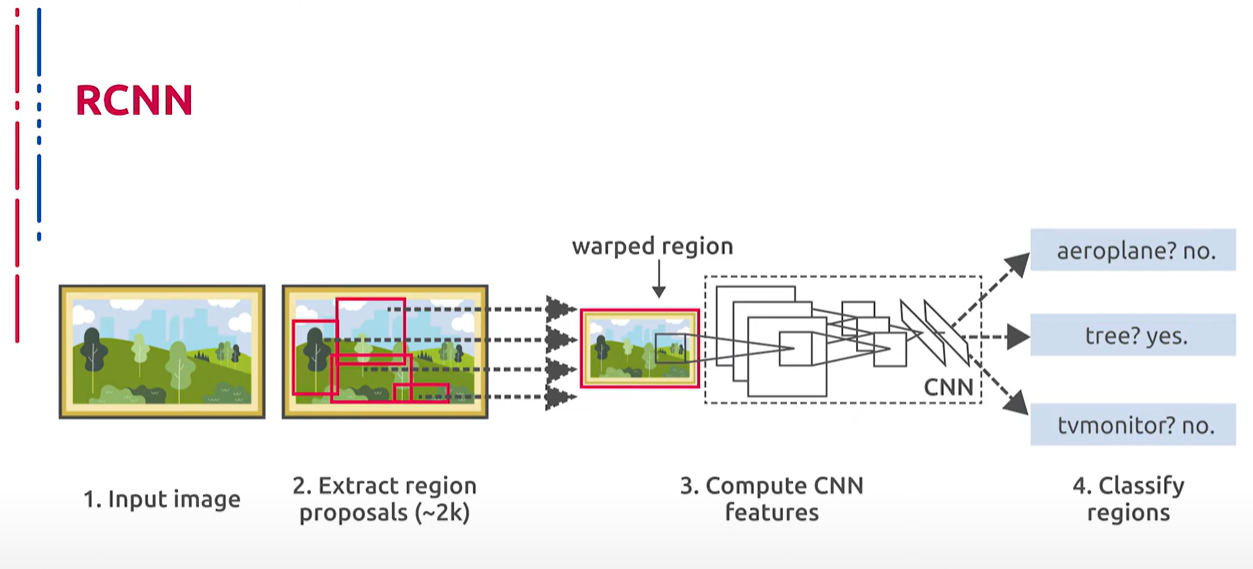 RCNN
warped region
CNN
aeroplane? no.
tree? yes.
tvmonitor? no.
1. Input image
2. Extract region
proposals (~2k)
3. Compute CNN
features
4. Classify
regions